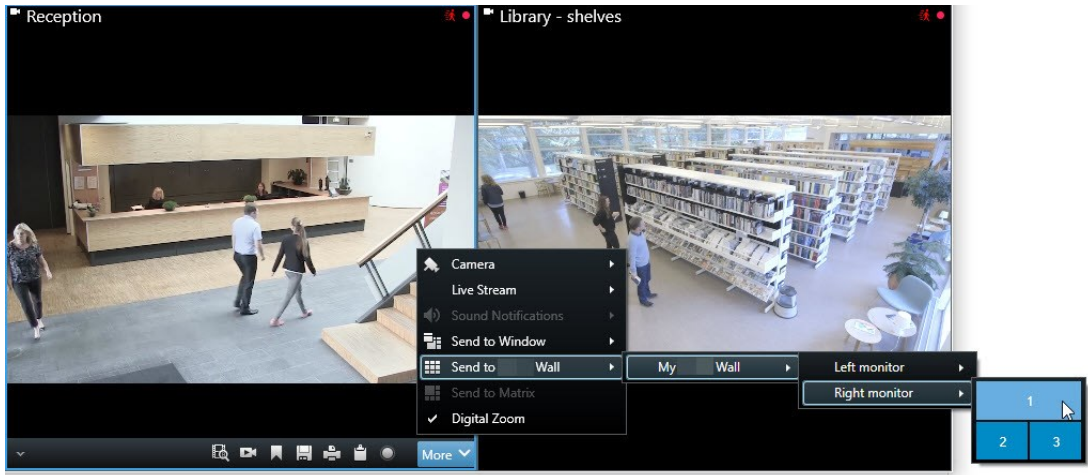 Reception
Library - shelves
Camera
Live Stream
Sound Notifications
Send to Window
Send to Wall
My Wall
Left monitor
Right monitor
1
2 3
Send to Matrix
Digital Zoom
More